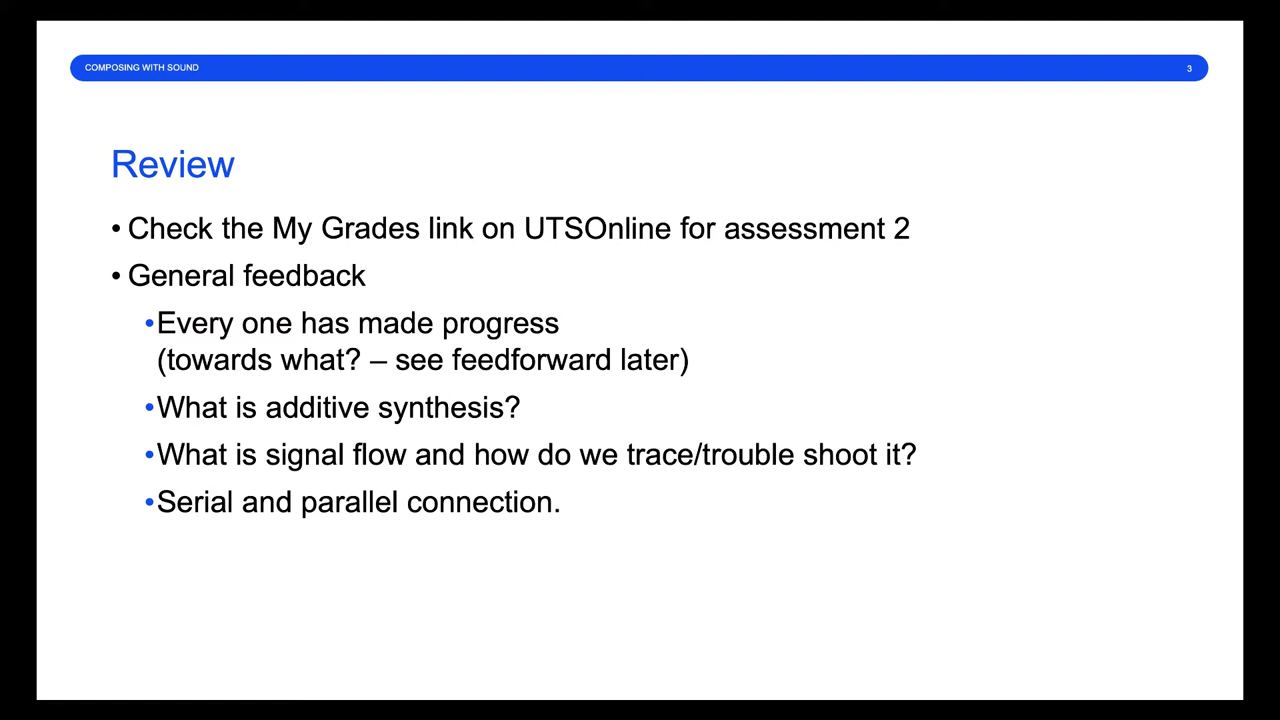 COMPOSING WITH SOUND
3
Review
• Check the My Grades link on UTSOnline for assessment 2
• General feedback
•Every one has made progress
(towards what? – see feedforward later)
•What is additive synthesis?
•What is signal flow and how do we trace/trouble shoot it?
•Serial and parallel connection.